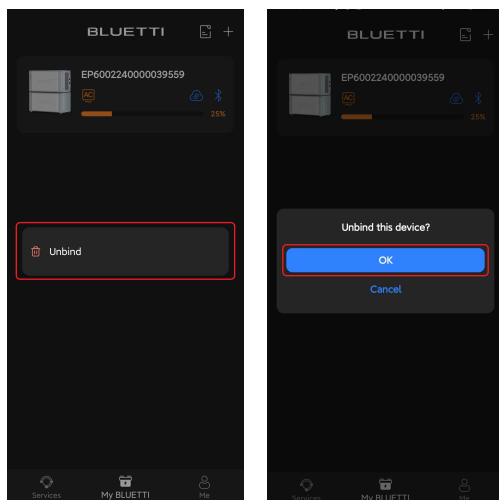 BLUETTI
EP6002240000039559
AC
25%
Unbind
Services
My BLUETTI
Me
BLUETTI
EP6002240000039559
AC
25%
Unbind this device?
OK
Cancel
Services
My BLUETTI
Me